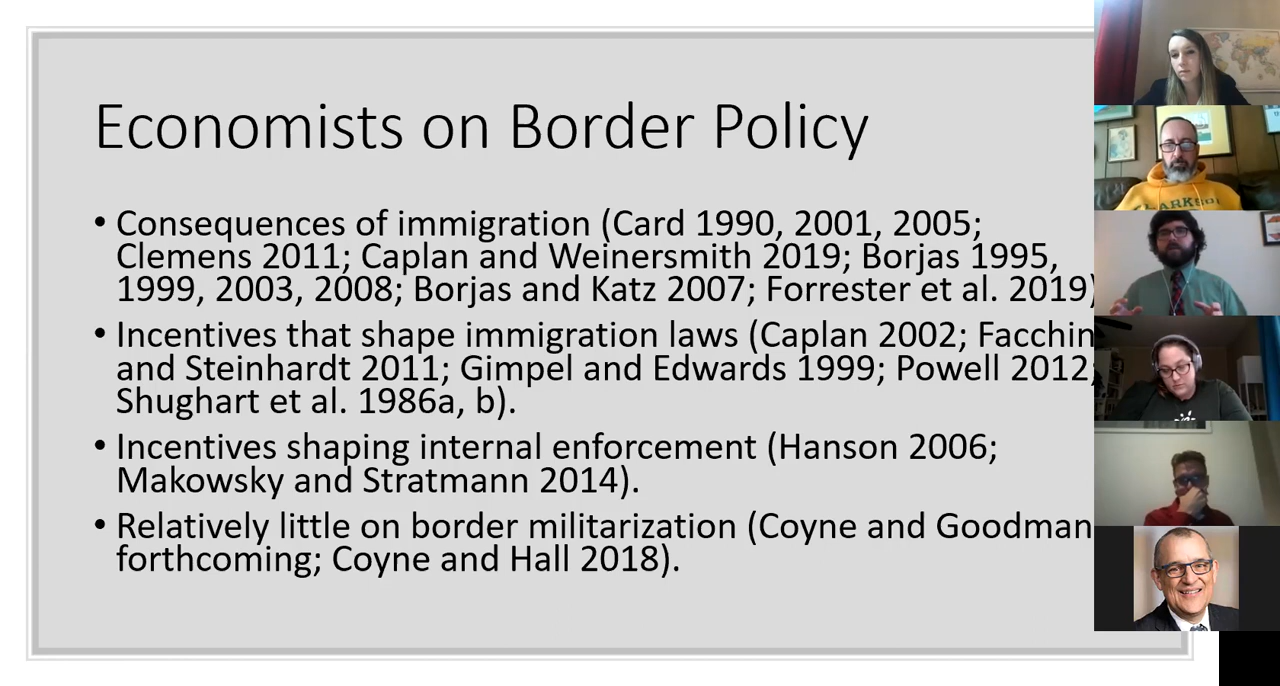 Economists on Border Policy
• Consequences of immigration (Card 1990, 2001, 2005;
Clemens 2011; Caplan and Weinersmith 2019; Borjas 1995,
1999, 2003, 2008; Borjas and Katz 2007; Forrester et al. 2019)
• Incentives that shape immigration laws (Caplan 2002; Facchin
and Steinhardt 2011; Gimpel and Edwards 1999; Powell 2012;
Shughart et al. 1986a, b).
• Incentives shaping internal enforcement (Hanson 2006;
Makowsky and Stratmann 2014).
• Relatively little on border militarization (Coyne and Goodman
forthcoming; Coyne and Hall 2018).